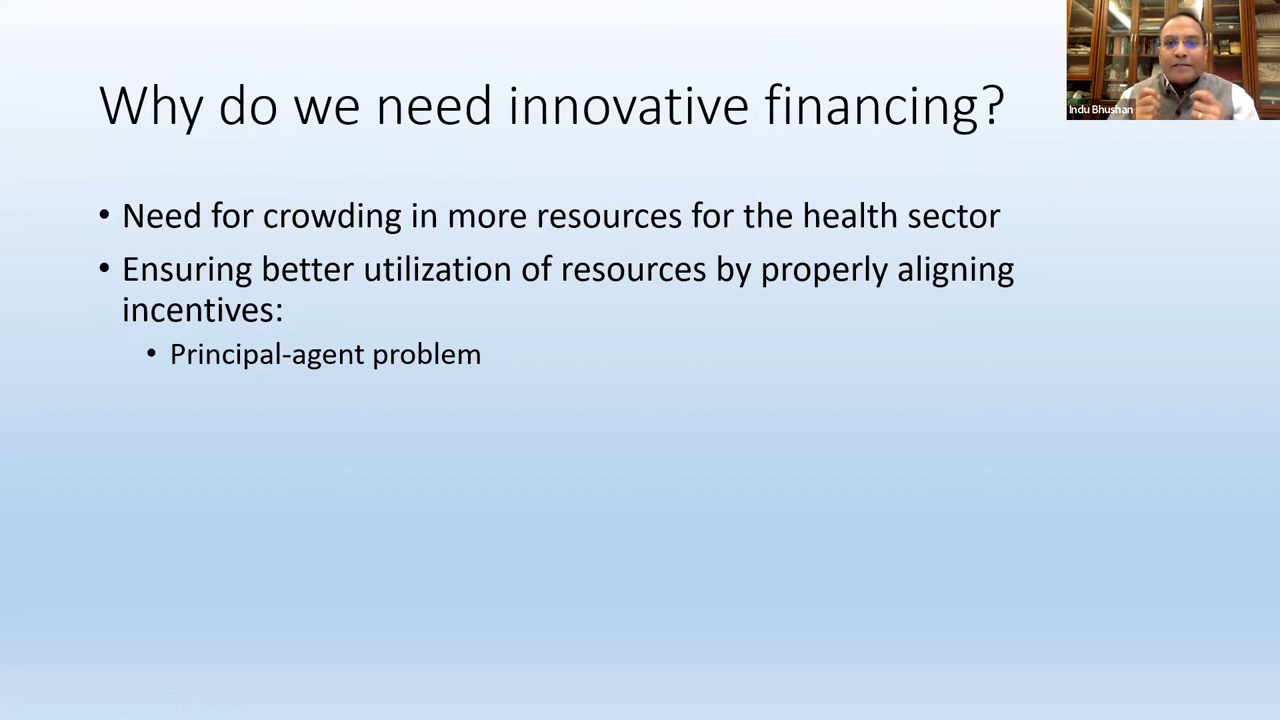 Why do we need innovative financing?
Indu Bhushan
• Need for crowding in more resources for the health sector
• Ensuring better utilization of resources by properly aligning
incentives:
• Principal-agent problem